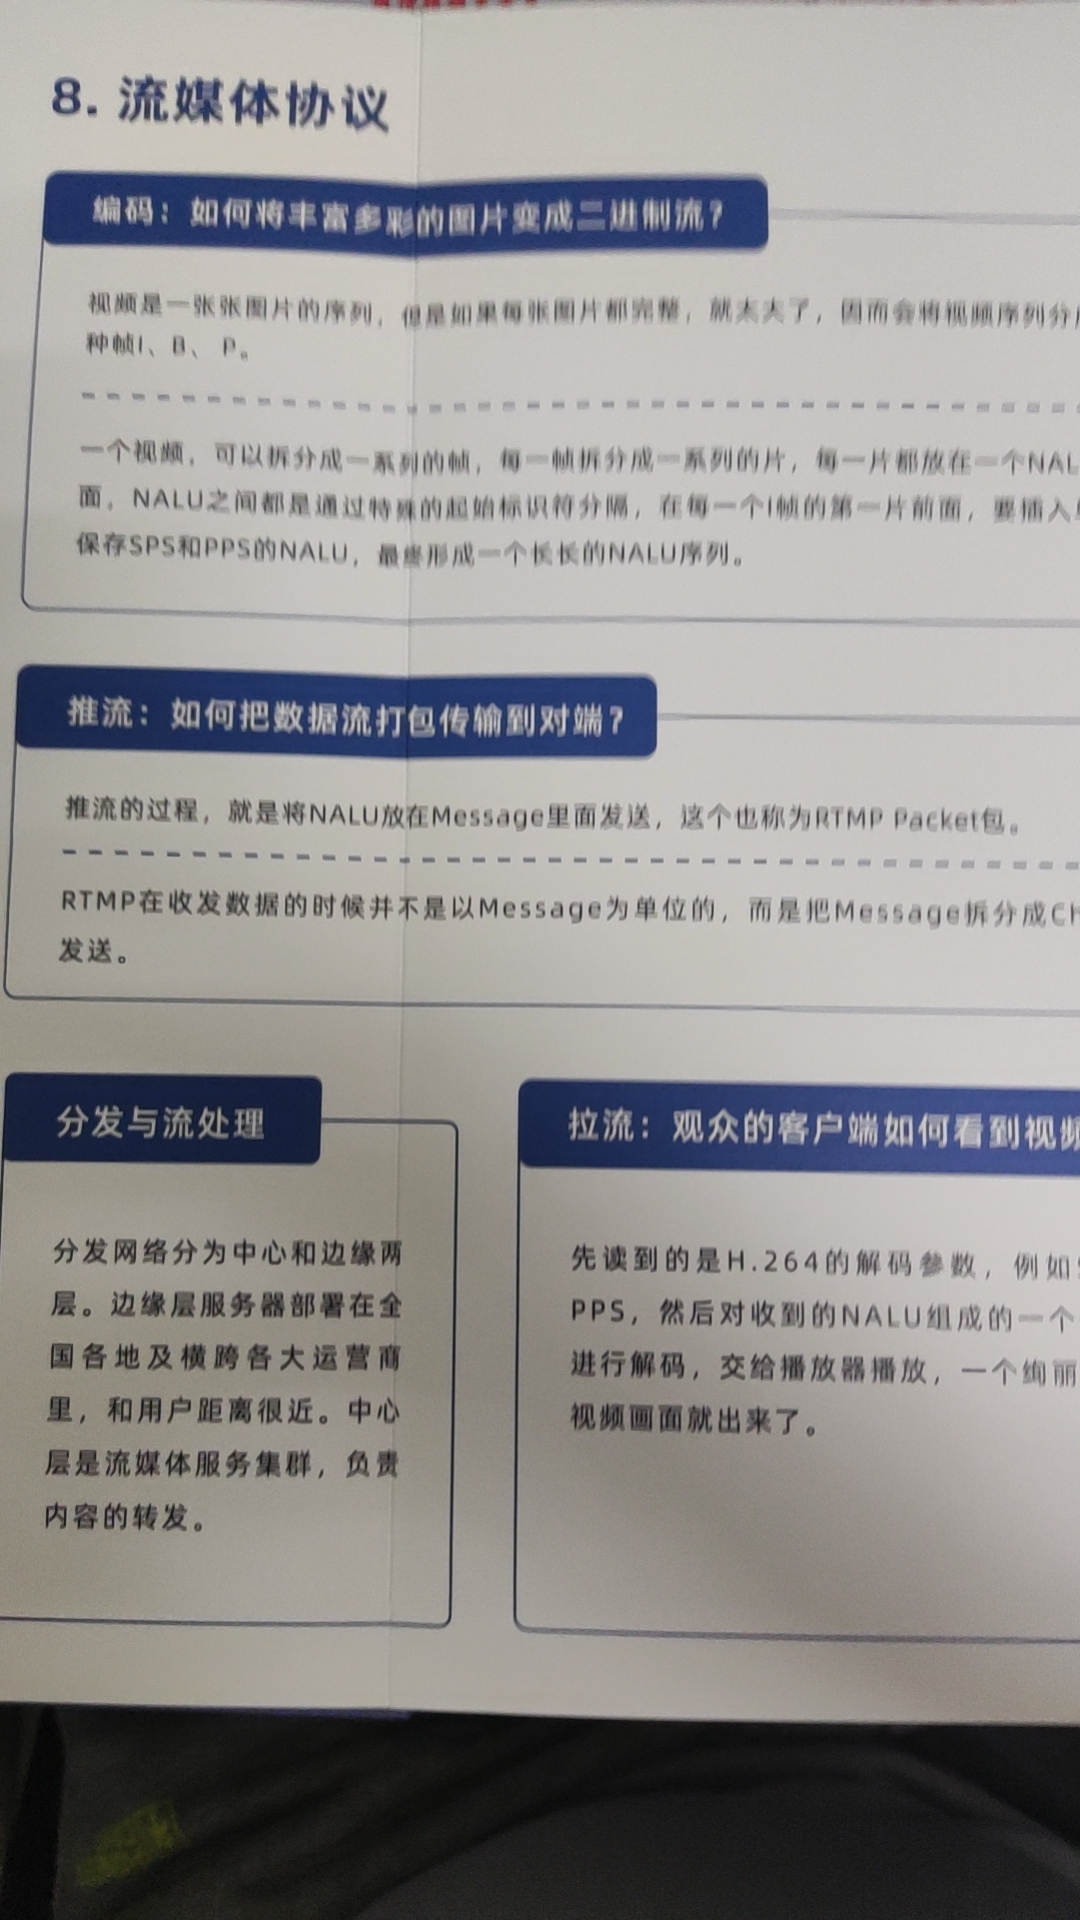 8. 流媒体协议
编码：如何将丰富多彩的图片变成二进制流？
视频是一张张图片的序列，但是如果每张图片都完整，就太大了，因而会将视频序列分成
种帧I、B、 P。
一个视频，可以拆分成一系列的帧，每一帧拆分成一系列的片，每一片都放在一个NAL
面，NALU之间都是通过特殊的起始标识符分隔，在每一个I帧的第一片前面，要插入
保存SPS和PPS的NALU，最终形成一个长长的NALU序列。
推流：如何把数据流打包传输到对端？
推流的过程，就是将NALU放在Message里面发送，这个也称为RTMP Packet包。
RTMP在收发数据的时候并不是以Message为单位的，而是把Message拆分成Ch
发送。
分发与流处理
分发网络分为中心和边缘两
层。边缘层服务器部署在全
国各地及横跨各大运营商
里，和用户距离很近。中心
层是流媒体服务集群，负责
内容的转发。
拉流：观众的客户端如何看到视频
先读到的是H.264的解码参数，例如
PPS，然后对收到的NALU组成的一个
进行解码，交给播放器播放，一个绚丽
视频画面就出来了。